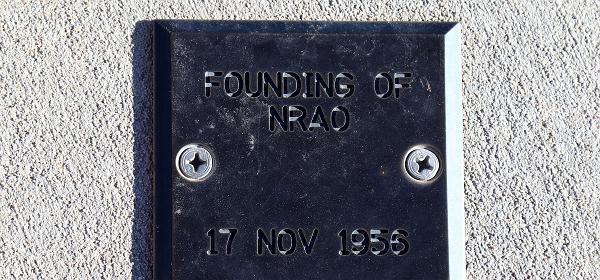 FOUNDING OF
NRAO
17 NOV 1956